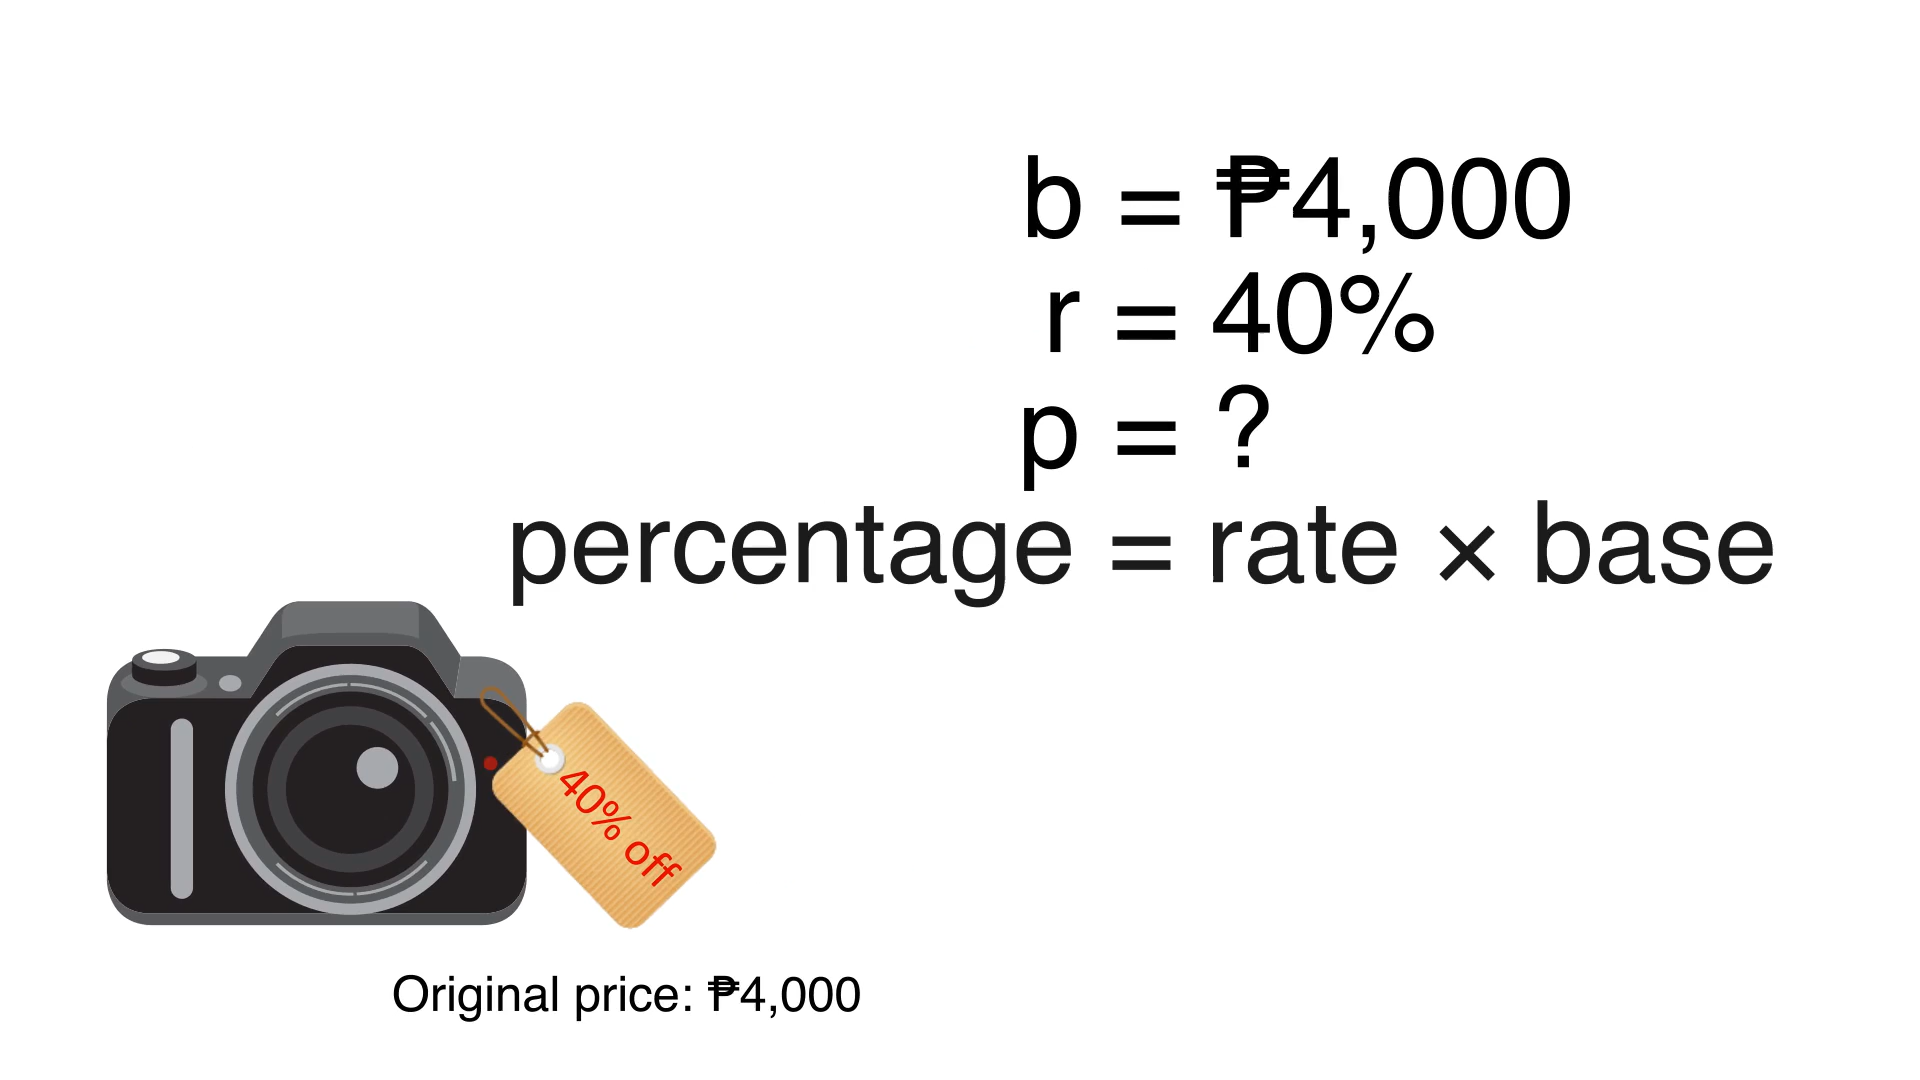 b = ₱4,000
r = 40%
p = ?
percentage = rate × base
40% off
Original price: ₱4,000